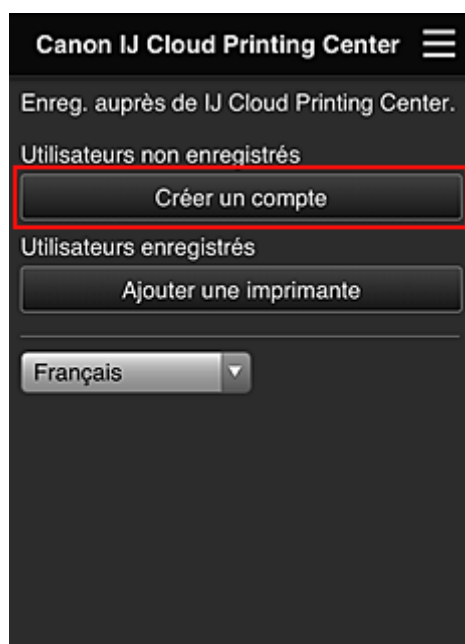 Canon IJ Cloud Printing Center
Enreg. auprès de IJ Cloud Printing Center.
Utilisateurs non enregistrés
Créer un compte
Utilisateurs enregistrés
Ajouter une imprimante
Français